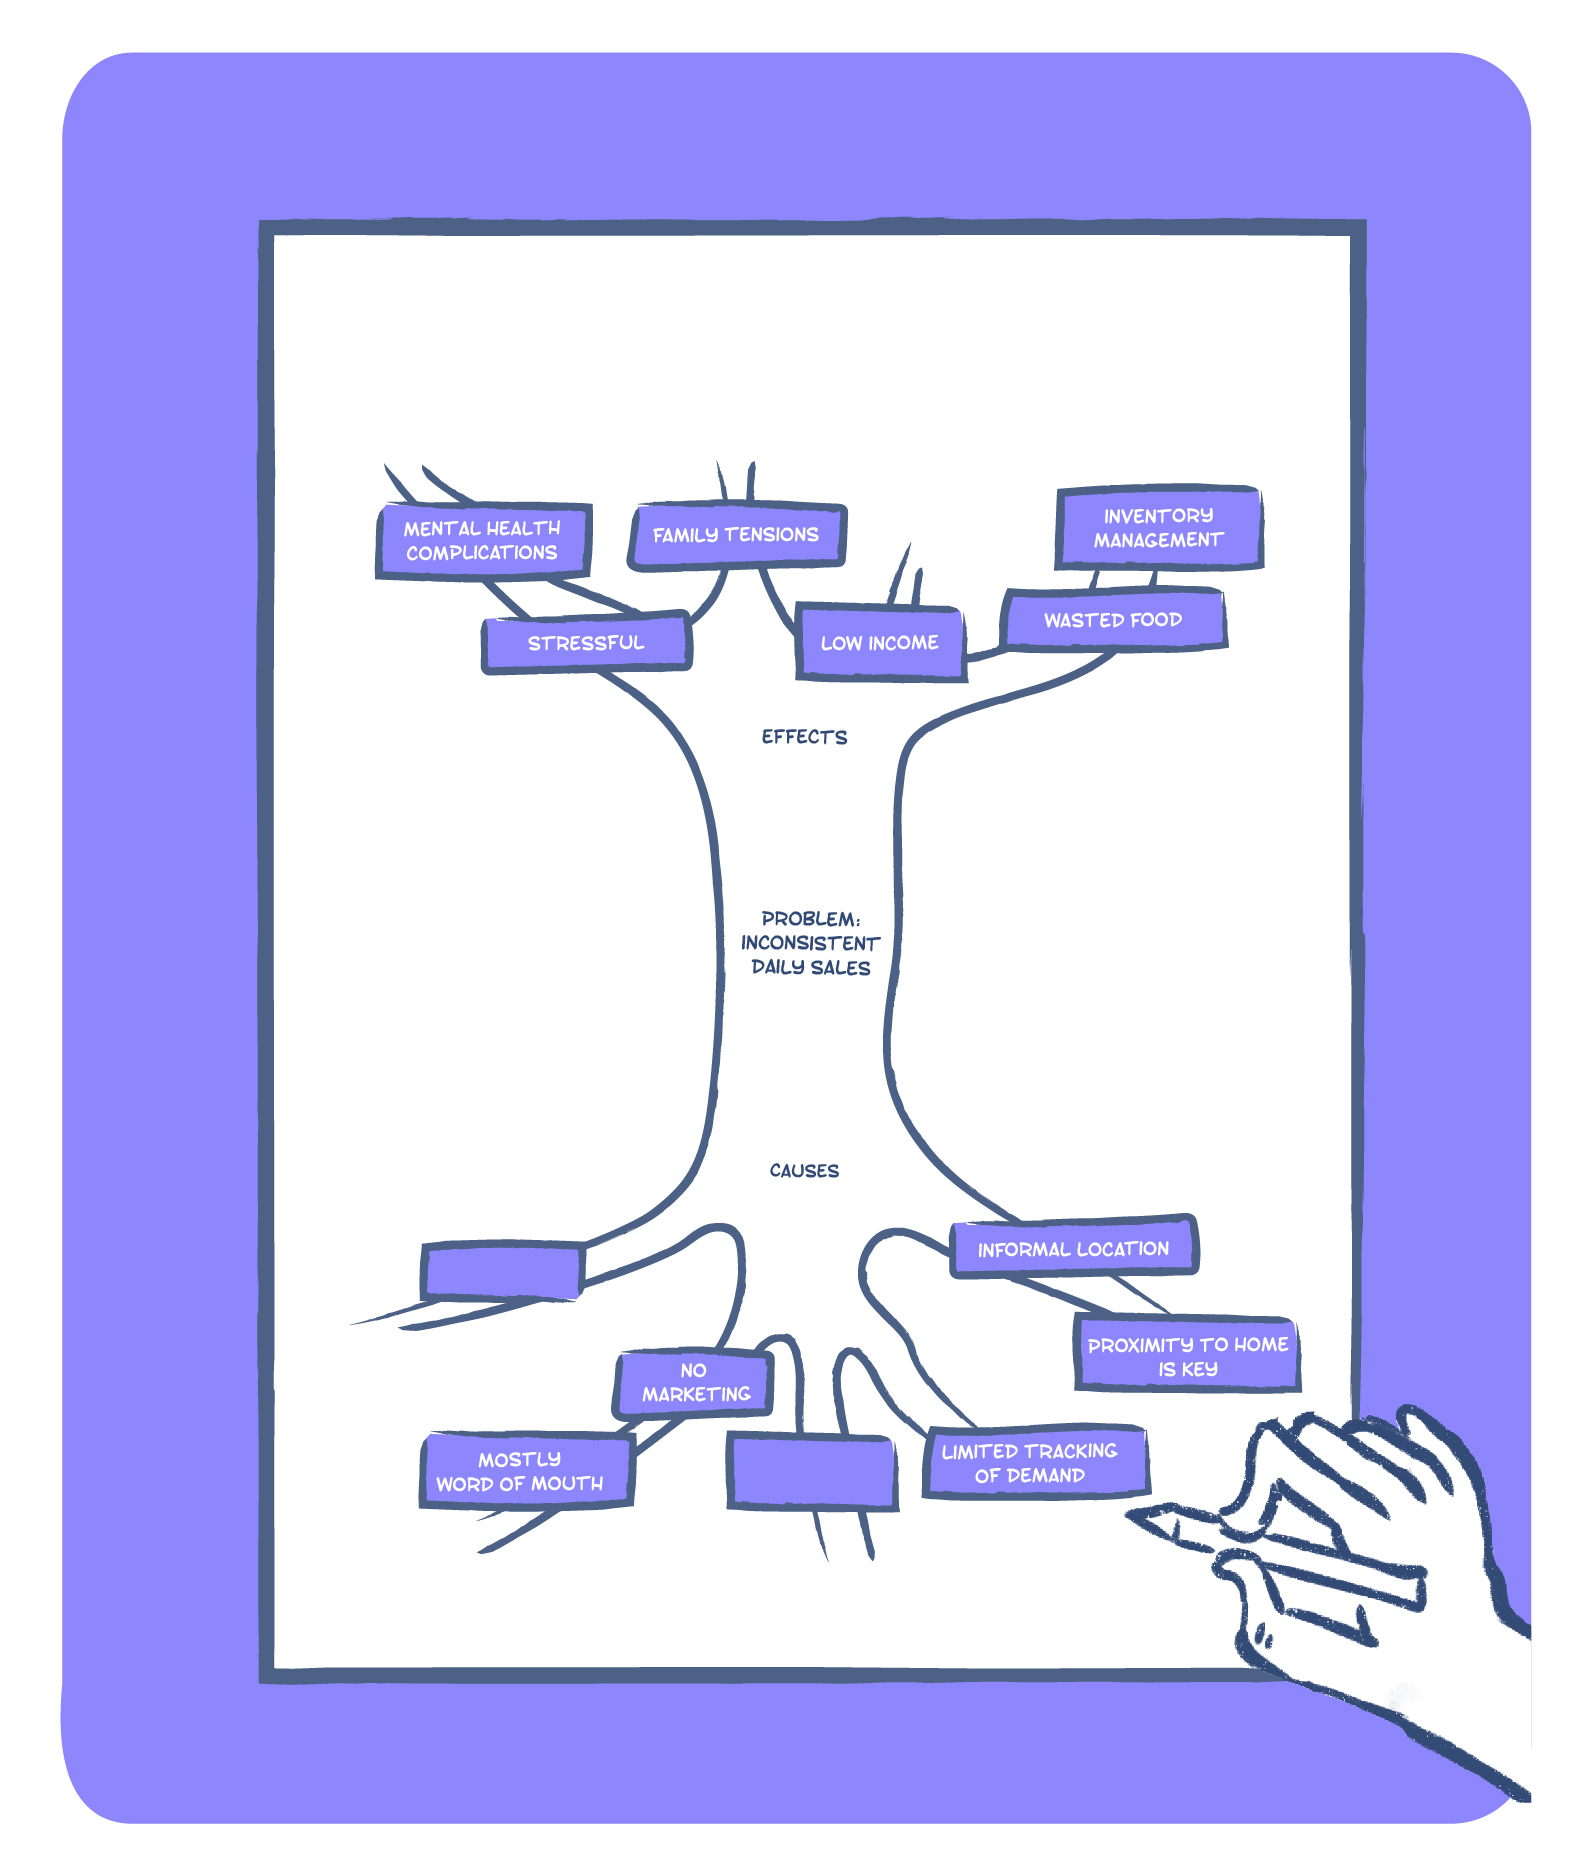 MENTAL HEALTH
COMPLICATIONS
FAMILY TENSIONS
INVENTORY
MANAGEMENT
STRESSFUL
LOW INCOME
WASTED FOOD
EFFECTS
PROBLEM:
INCONSISTENT
DAILY SALES
CAUSES
INFORMAL LOCATION
PROXIMITY TO HOME
IS KEY
NO
MARKETING
MOSTLY
WORD OF MOUTH
LIMITED TRACKING
OF DEMAND